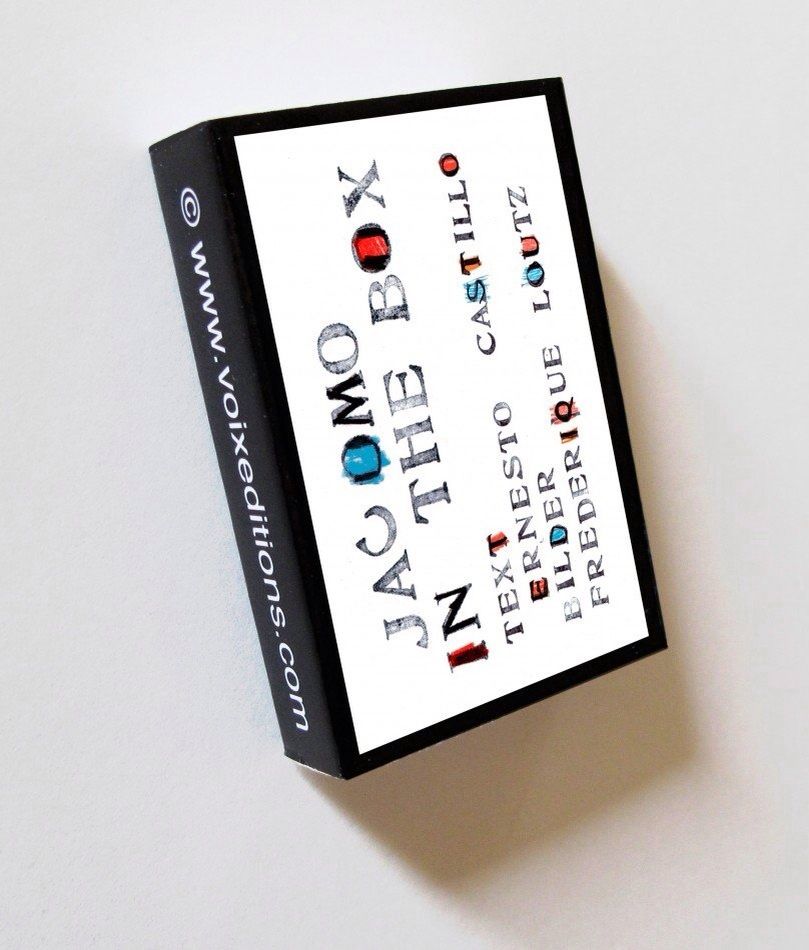 JACOMO
IN THE BOX
TEXT
ERNESTO CASTILLO
BILDER
FREDERIQUE LOUTZ
© www.voixeditions.com